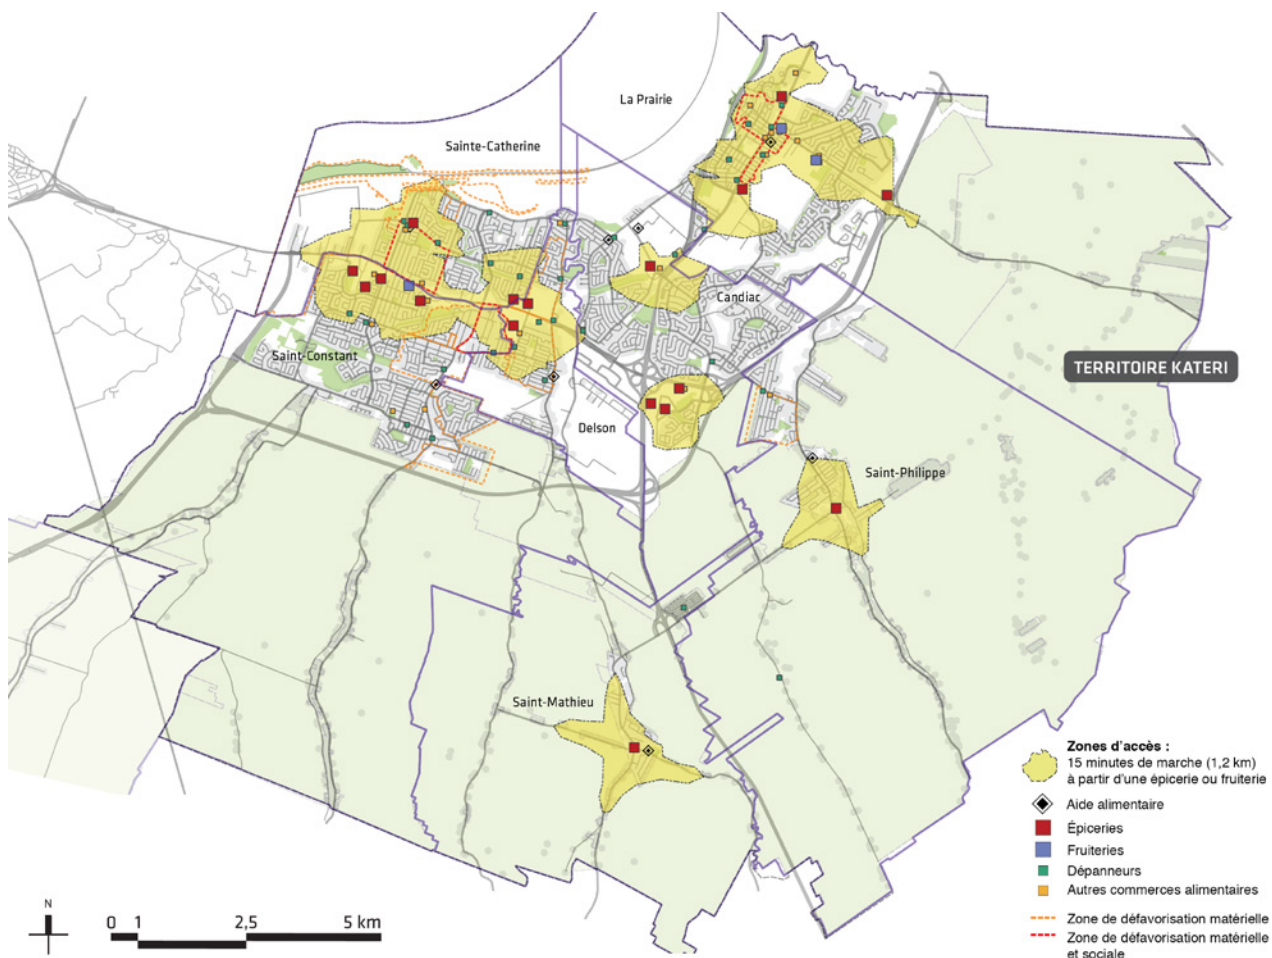 La Prairie
Sainte-Catherine
Candiac
Saint-Constant
TERRITOIRE KATERI
Delson
Saint-Philippe
Saint-Mathieu
Zones d'accès :
15 minutes de marche (1,2 km)
à partir d'une épicerie ou fruiterie
Aide alimentaire
Épiceries
Fruiteries
Dépanneurs
Autres commerces alimentaires
Zone de défavorisation matérielle
Zone de défavorisation matérielle
et sociale
N
0 1 2,5 5 km